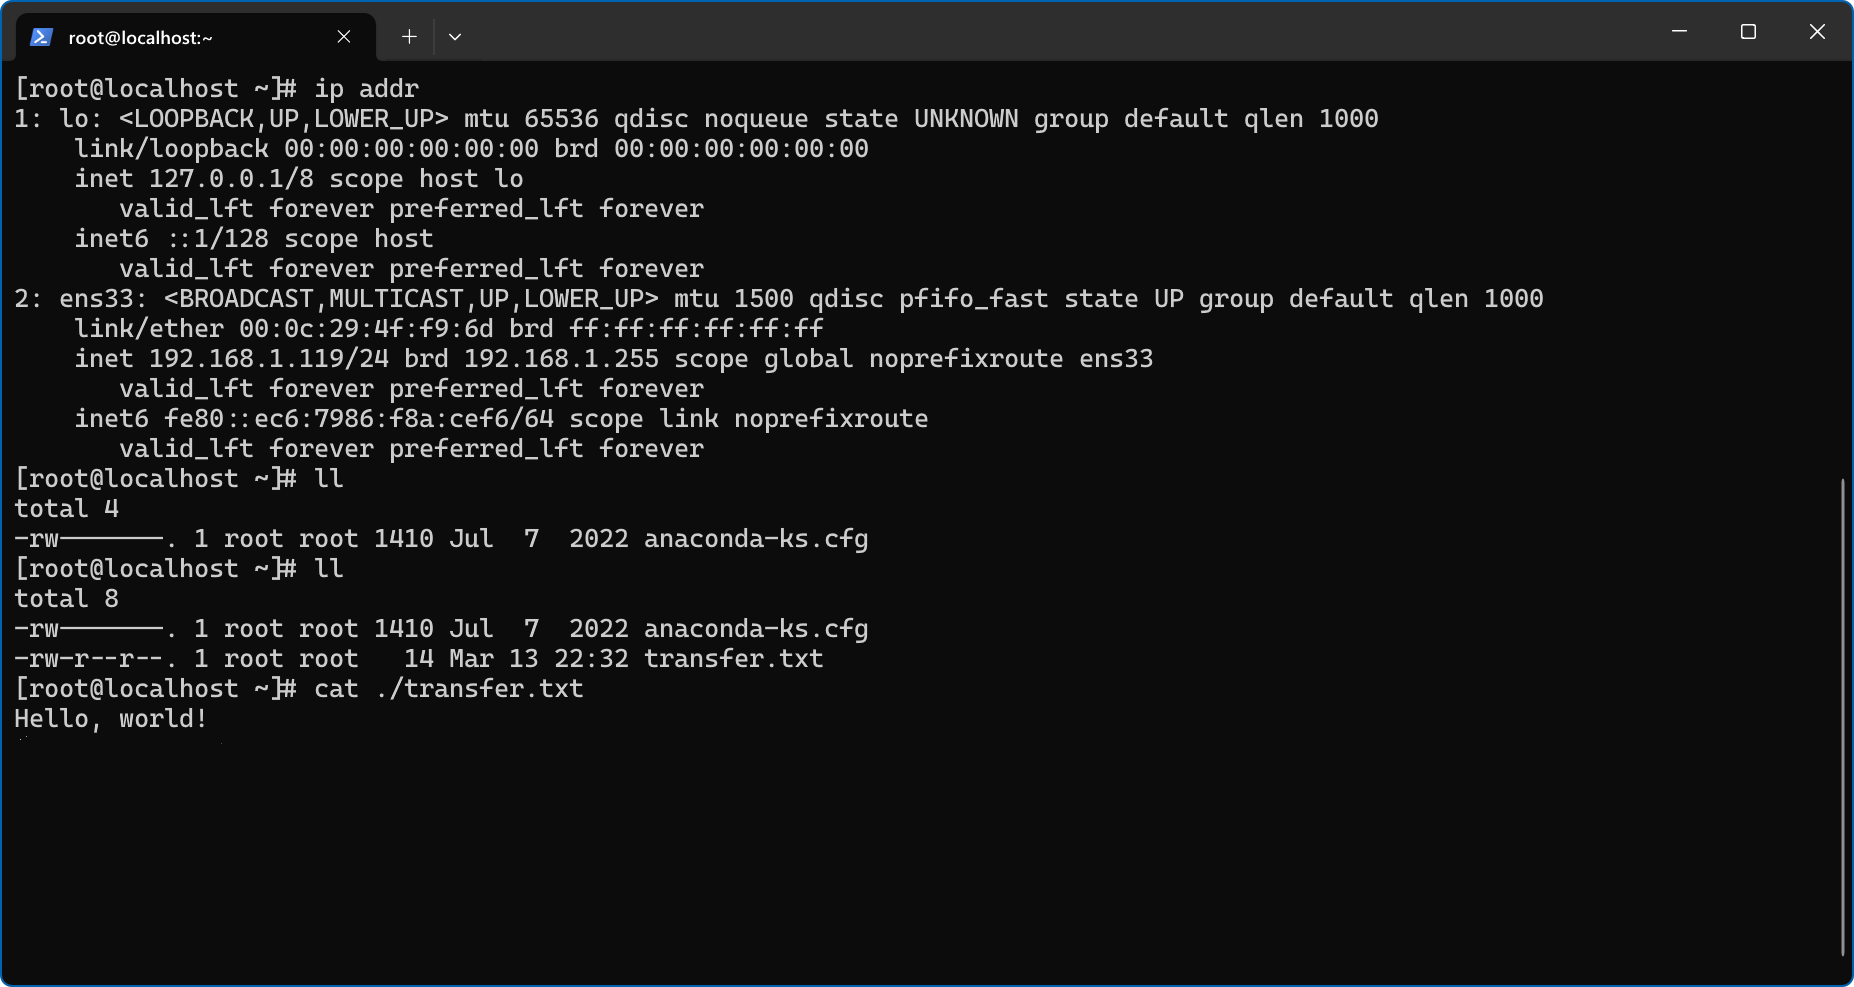 root@localhost:~
[root@localhost ~]# ip addr
1: lo: <LOOPBACK,UP,LOWER_UP> mtu 65536 qdisc noqueue state UNKNOWN group default qlen 1000
    link/loopback 00:00:00:00:00:00 brd 00:00:00:00:00:00
    inet 127.0.0.1/8 scope host lo
       valid_lft forever preferred_lft forever
    inet6 ::1/128 scope host
       valid_lft forever preferred_lft forever
2: ens33: <BROADCAST,MULTICAST,UP,LOWER_UP> mtu 1500 qdisc pfifo_fast state UP group default qlen 1000
    link/ether 00:0c:29:4f:f9:6d brd ff:ff:ff:ff:ff:ff
    inet 192.168.1.119/24 brd 192.168.1.255 scope global noprefixroute ens33
       valid_lft forever preferred_lft forever
    inet6 fe80::ec6:7986:f8a:cef6/64 scope link noprefixroute
       valid_lft forever preferred_lft forever
[root@localhost ~]# ll
total 4
-rw-------. 1 root root 1410 Jul  7  2022 anaconda-ks.cfg
[root@localhost ~]# ll
total 8
-rw-------. 1 root root 1410 Jul  7  2022 anaconda-ks.cfg
-rw-r--r--. 1 root root   14 Mar 13 22:32 transfer.txt
[root@localhost ~]# cat ./transfer.txt
Hello, world!